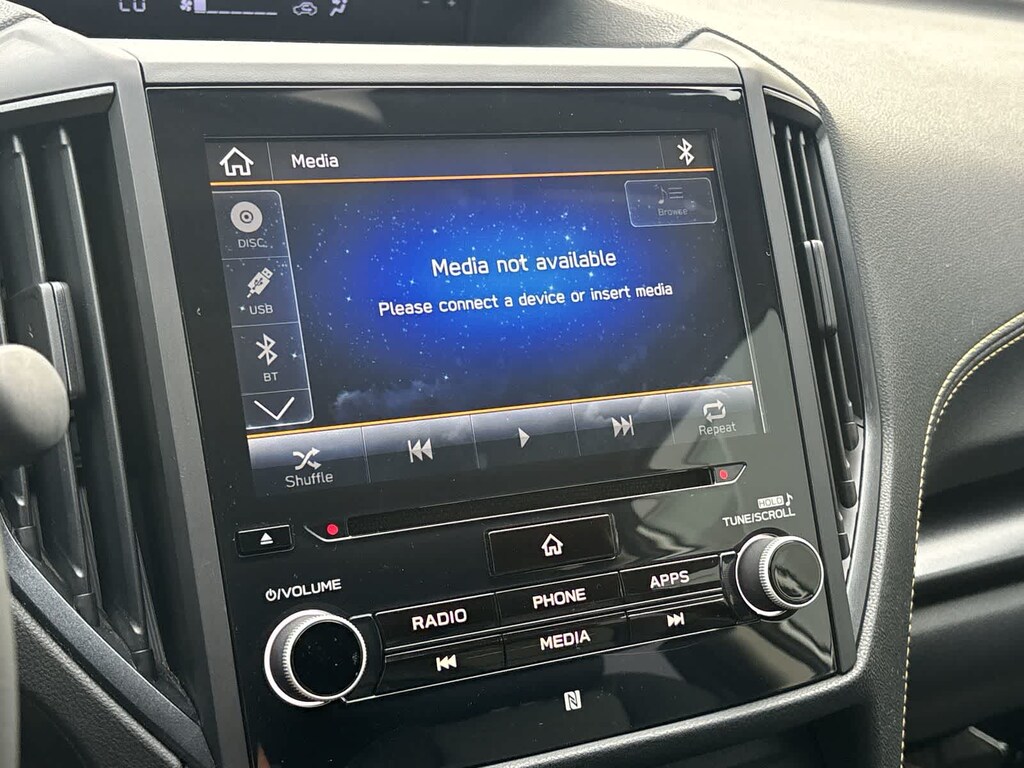 LO
Media
DISC
Browse
Media not available
USB
Please connect a device or insert media
BT
Shuffle
Repeat
HOLD
TUNE/SCROLL
/VOLUME
RADIO
PHONE
APPS
MEDIA
N